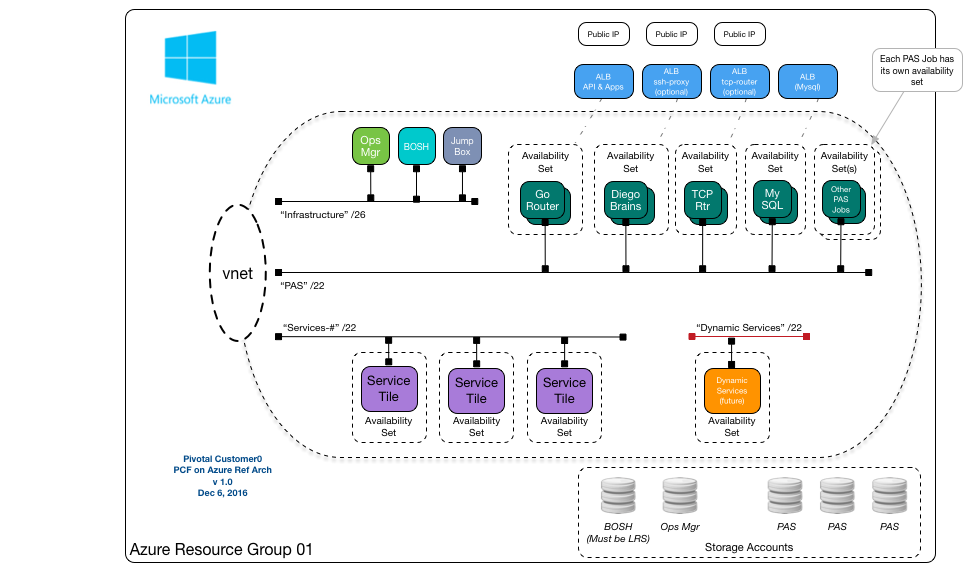 Public IP
Public IP
Public IP
Each PAS Job has
its own availability
set
Microsoft Azure
ALB
API & Apps
ALB
ssh-proxy
(optional)
ALB
tcp-router
(optional)
ALB
(Mysql)
Ops
Mgr
BOSH
Jump
Box
Availability
Set
Go
Router
Availability
Set
Diego
Brains
Availability
Set
TCP
Rtr
Availability
Set
My
SQL
Availability
Set(s)
Other
PAS
Jobs
“Infrastructure” /26
vnet
“PAS” /22
“Services-#” /22
“Dynamic Services” /22
Service
Tile
Availability
Set
Service
Tile
Availability
Set
Service
Tile
Availability
Set
Dynamic
Services
(future)
Availability
Set
Pivotal Customer0
PCF on Azure Ref Arch
v 1.0
Dec 6, 2016
BOSH
(Must be LRS)
Ops Mgr
PAS
PAS
PAS
Storage Accounts
Azure Resource Group 01